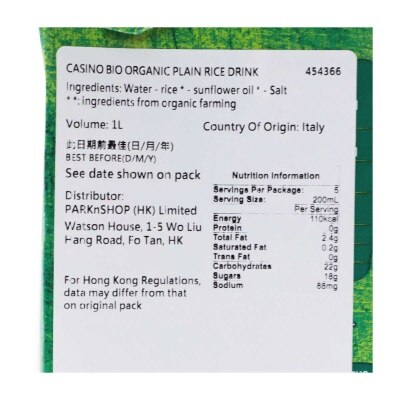 CASINO BIO ORGANIC PLAIN RICE DRINK 454366
Ingredients: Water - rice * - sunflower oil * - Salt
" *: ingredients from organic farming
Volume: 1L Country Of Origin: Italy
此日期前最佳(日/月/年)
BEST BEFORE(D/M/Y)
See date shown on pack
Distributor:
PARKnSHOP (HK) Limited
Watson House, 1-5 Wo Liu
Hang Road, Fo Tan, HK
For Hong Kong Regulations,
data may differ from that
on original pack
Nutrition Information
Servings Per Package: 5
Serving Size: 200mL
Per Serving
Energy 110kcal
Protein 0g
Total Fat 2.4g
Saturated Fat 0.2g
Trans Fat 0g
Carbohydrates 22g
Sugars 16g
Sodium 88mg